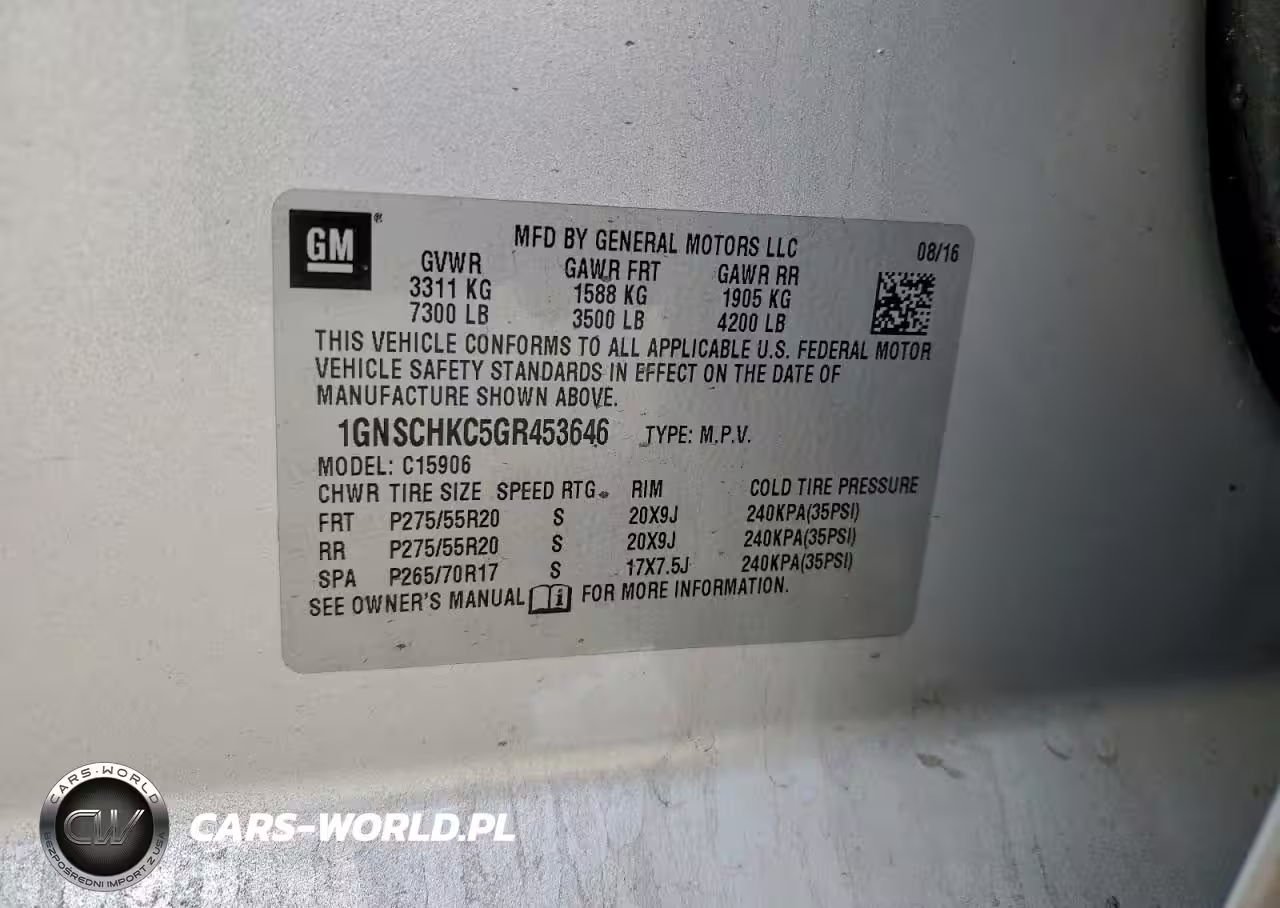 GM ®
MFD BY GENERAL MOTORS LLC 08/16
GVWR GAWR FRT GAWR RR
3311 KG 1588 KG 1905 KG
7300 LB 3500 LB 4200 LB
THIS VEHICLE CONFORMS TO ALL APPLICABLE U.S. FEDERAL MOTOR
VEHICLE SAFETY STANDARDS IN EFFECT ON THE DATE OF
MANUFACTURE SHOWN ABOVE.
1GNSCHKC5GR453646 TYPE: M.P.V.
MODEL: C15906
CHWR TIRE SIZE SPEED RTG. RIM COLD TIRE PRESSURE
FRT P275/55R20 S 20X9J 240KPA(35PSI)
RR P275/55R20 S 20X9J 240KPA(35PSI)
SPA P265/70R17 S 17X7.5J 240KPA(35PSI)
SEE OWNER'S MANUAL i FOR MORE INFORMATION.
CARS-WORLD
CW
BEZPOŚREDNI IMPORT Z USA
CARS-WORLD.PL